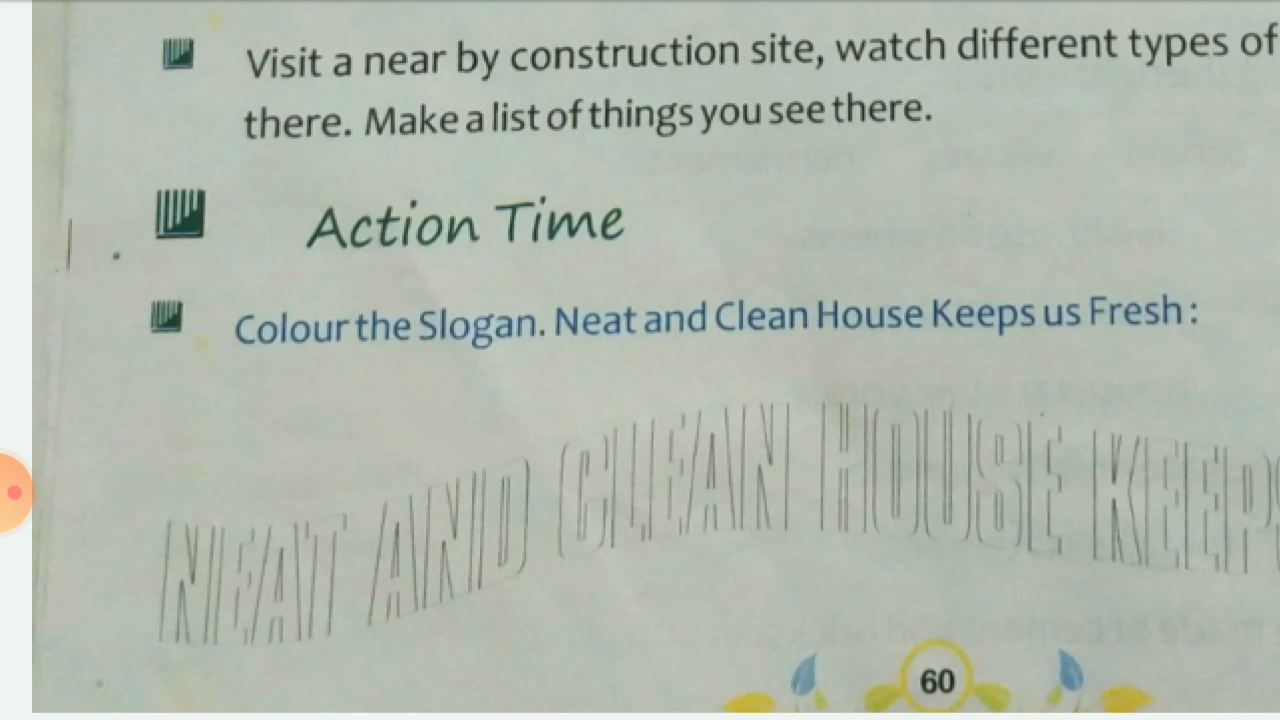 Visit a near by construction site, watch different types of
there. Make a list of things you see there.
Action Time
Colour the Slogan. Neat and Clean House Keeps us Fresh :
NEAT AND CLEAN HOUSE KEEPS
60